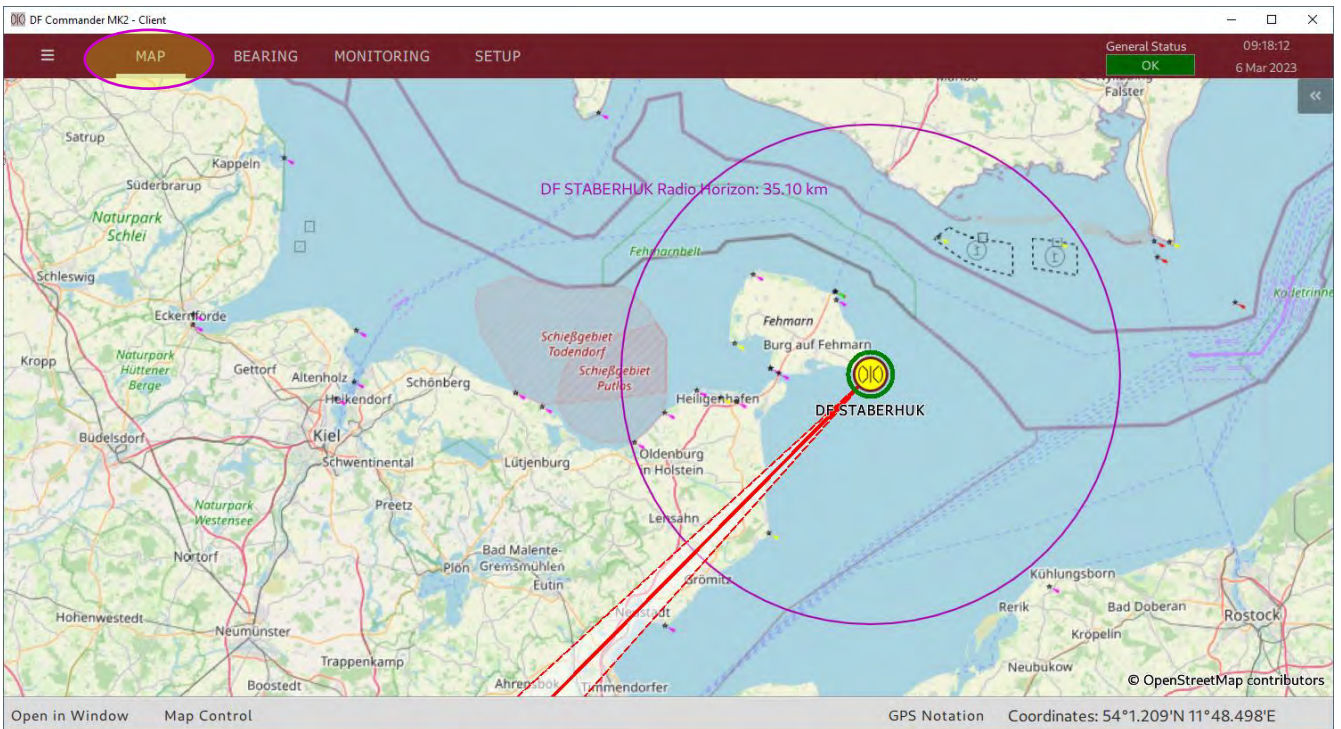 DF Commander MK2 - Client
MAP BEARING MONITORING SETUP
General Status
OK
09:18:12
6 Mar 2023
Falster
Satrup
Kappeln
Süderbrarup
DF STABERHUK Radio Horizon: 35.10 km
Naturpark
Schlei
Fehmarnbelt
Schleswig
Eckernförde
Fehmarn
Schießgebiet
Todendorf
Burg auf Fehmarn
Kropp
Naturpark
Hüttener
Berge
Gettorf
Altenholz
Schönberg
Schießgebiet
Putlos
Heikendorf
Heiligenhafen
DF STABERHUK
Büdelsdorf
Kiel
Schwentinental
Lütjenburg
Oldenburg
in Holstein
Naturpark
Westensee
Preetz
Lensahn
Nortorf
Bad Malente-
Gremsmühlen
Plön
Eutin
Grömitz
Kühlungsborn
Hohenwestedt
Neumünster
Neustadt
Rerik
Bad Doberan
Rostock
Kröpelin
Trappenkamp
Neubukow
Boostedt
Ahrensbök
Timmendorfer
© OpenStreetMap contributors
Open in Window Map Control
GPS Notation Coordinates: 54°1.209'N 11°48.498'E